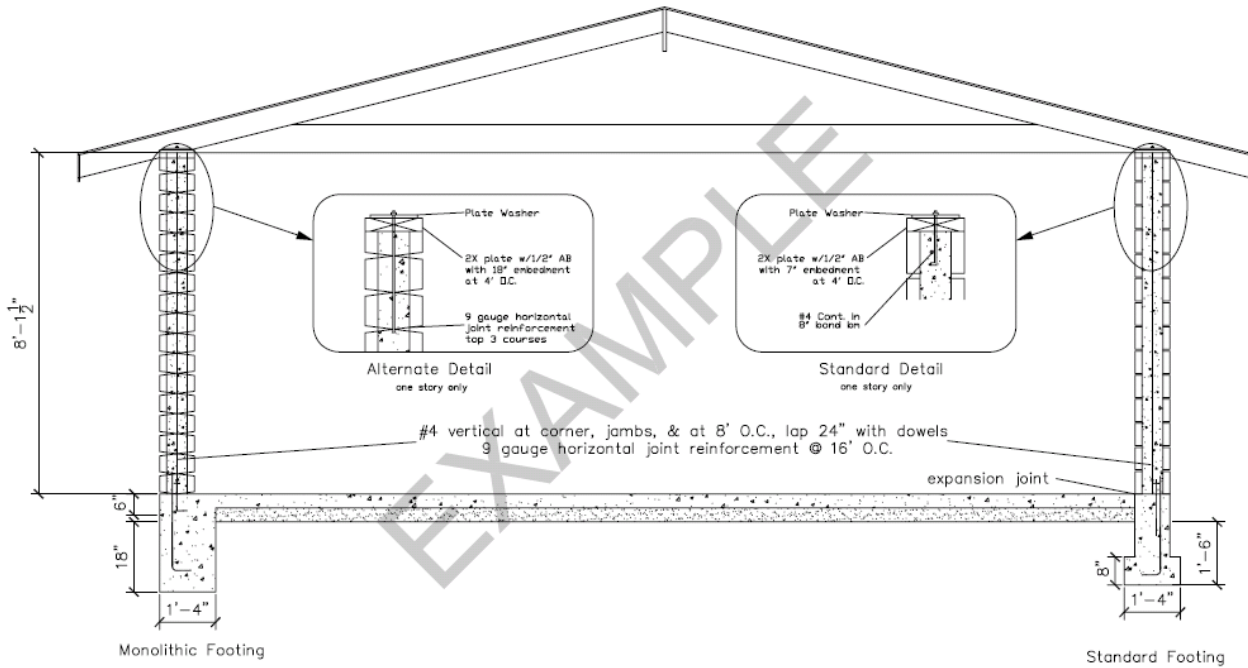 EXAMPLE
8'-1 1/2"
Plate Washer
2X plate w/1/2" AB
with 18" embedment
at 4' O.C.
9 gauge horizontal
joint reinforcement
top 3 courses
Alternate Detail
one story only
Plate Washer
2X plate w/1/2" AB
with 7" embedment
at 4' O.C.
#4 Cont. in
8" bond bm
Standard Detail
one story only
#4 vertical at corner, jambs, & at 8' O.C., lap 24" with dowels
9 gauge horizontal joint reinforcement @ 16' O.C.
expansion joint
6"
18"
1'-4"
Monolithic Footing
8"
1'-6"
1'-4"
Standard Footing